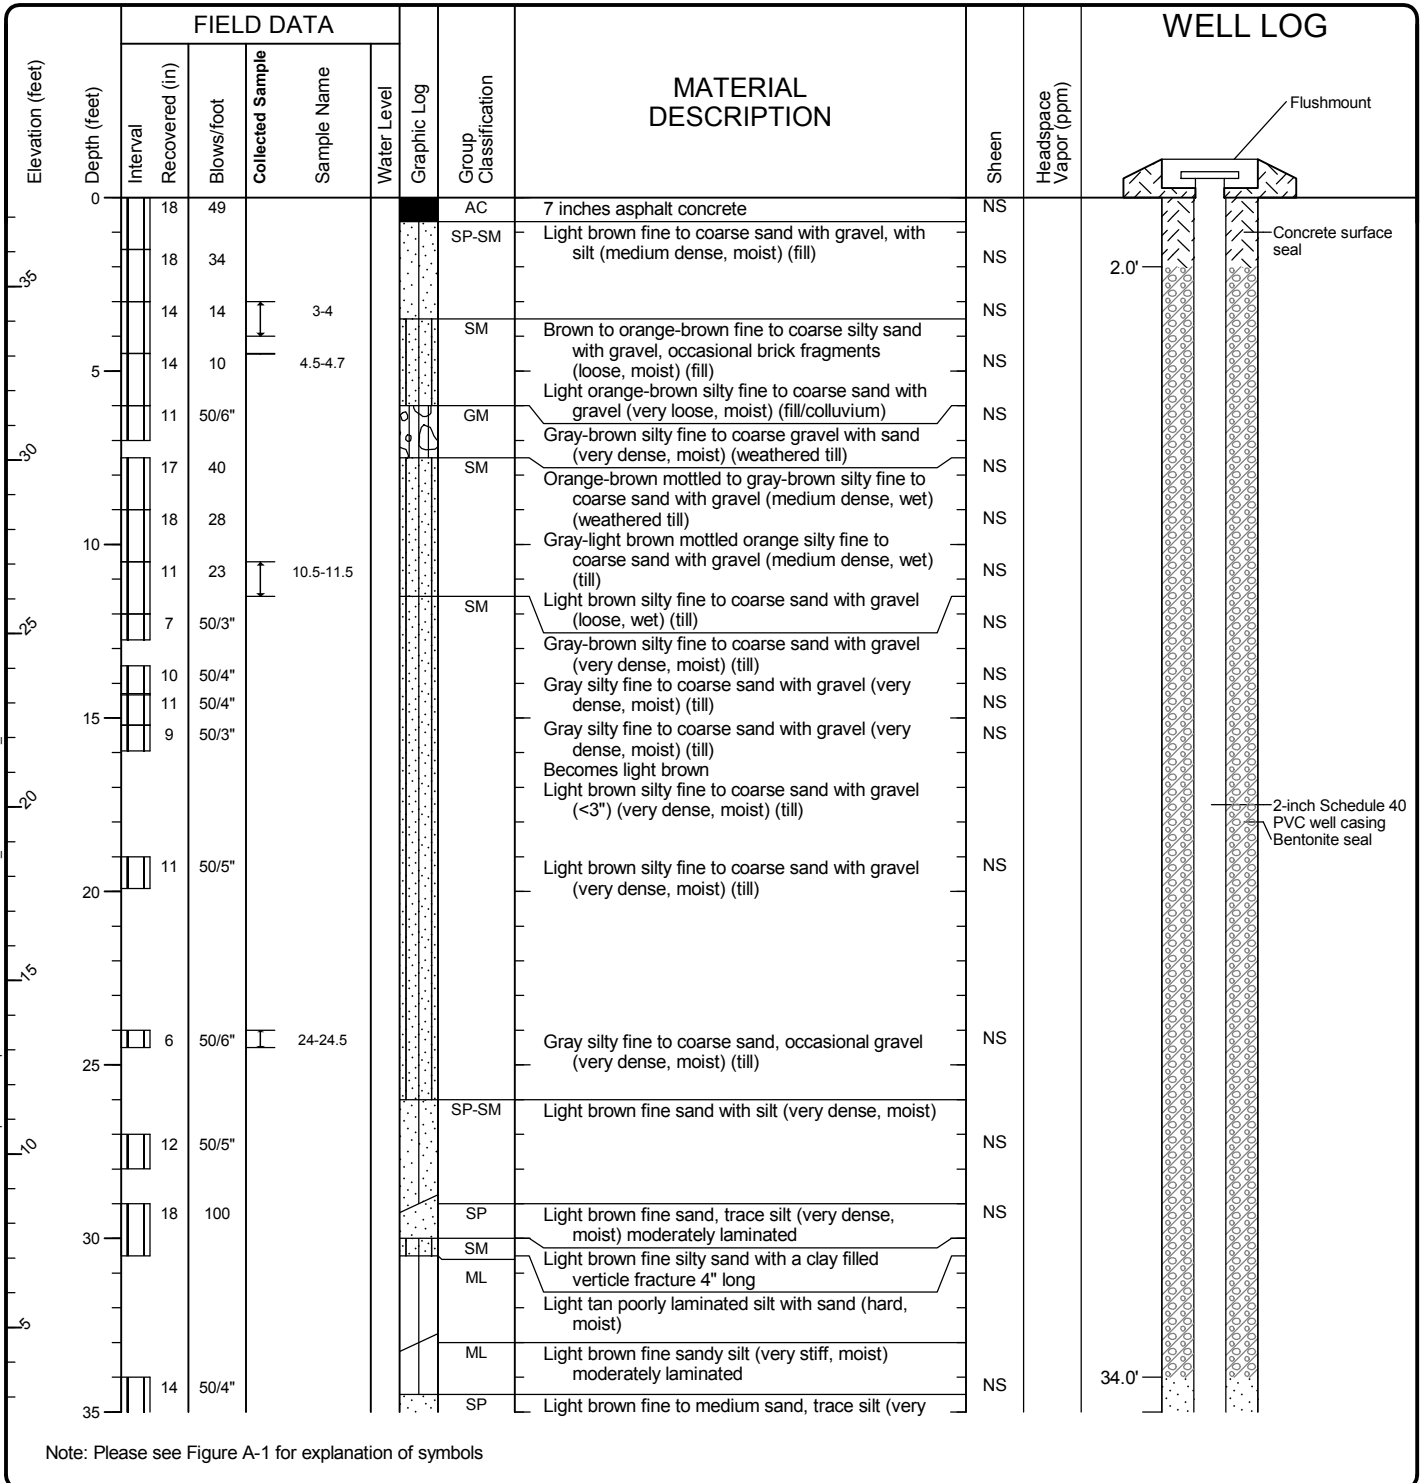 FIELD DATA
WELL LOG
Elevation (feet)
Depth (feet)
Interval
Recovered (in)
Blows/foot
Collected Sample
Sample Name
Water Level
Graphic Log
Group
Classification
MATERIAL
DESCRIPTION
Sheen
Headspace
Vapor (ppm)
Flushmount
0
18 49
AC
7 inches asphalt concrete
NS
SP-SM
Light brown fine to coarse sand with gravel, with
silt (medium dense, moist) (fill)
Concrete surface
seal
18 34
NS
2.0'
35
14 14
3-4
NS
SM
Brown to orange-brown fine to coarse silty sand
with gravel, occasional brick fragments
(loose, moist) (fill)
14 10
4.5-4.7
NS
5
Light orange-brown silty fine to coarse sand with
gravel (very loose, moist) (fill/colluvium)
11 50/6"
GM
NS
Gray-brown silty fine to coarse gravel with sand
(very dense, moist) (weathered till)
30
17 40
SM
NS
Orange-brown mottled to gray-brown silty fine to
coarse sand with gravel (medium dense, wet)
(weathered till)
18 28
NS
10
Gray-light brown mottled orange silty fine to
coarse sand with gravel (medium dense, wet)
(till)
11 23
10.5-11.5
NS
SM
Light brown silty fine to coarse sand with gravel
(loose, wet) (till)
7 50/3"
NS
25
Gray-brown silty fine to coarse sand with gravel
(very dense, moist) (till)
10 50/4"
NS
Gray silty fine to coarse sand with gravel (very
dense, moist) (till)
11 50/4"
NS
15
9 50/3"
NS
Gray silty fine to coarse sand with gravel (very
dense, moist) (till)
Becomes light brown
Light brown silty fine to coarse sand with gravel
(<3") (very dense, moist) (till)
20
2-inch Schedule 40
PVC well casing
Bentonite seal
11 50/5"
Light brown silty fine to coarse sand with gravel
(very dense, moist) (till)
NS
20
15
6 50/6"
24-24.5
Gray silty fine to coarse sand, occasional gravel
(very dense, moist) (till)
NS
25
SP-SM
Light brown fine sand with silt (very dense, moist)
10
12 50/5"
NS
18 100
SP
Light brown fine sand, trace silt (very dense,
moist) moderately laminated
NS
30
SM
Light brown fine silty sand with a clay filled
verticle fracture 4" long
ML
Light tan poorly laminated silt with sand (hard,
moist)
5
ML
Light brown fine sandy silt (very stiff, moist)
moderately laminated
14 50/4"
NS
34.0'
SP
Light brown fine to medium sand, trace silt (very
35
Note: Please see Figure A-1 for explanation of symbols